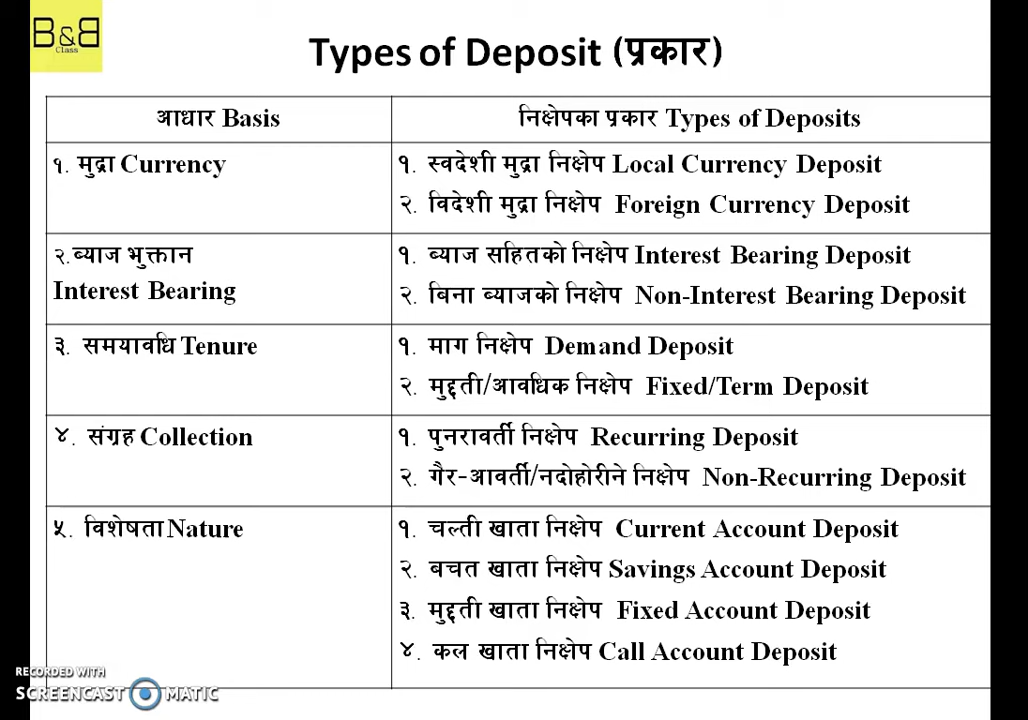 B&B
Class
Types of Deposit (प्रकार)
आधार Basis
निक्षेपका प्रकार Types of Deposits
१. मुद्रा Currency
१. स्वदेशी मुद्रा निक्षेप Local Currency Deposit
२. विदेशी मुद्रा निक्षेप Foreign Currency Deposit
२.ब्याज भुक्तान
Interest Bearing
१. ब्याज सहितको निक्षेप Interest Bearing Deposit
२. बिना ब्याजको निक्षेप Non-Interest Bearing Deposit
३. समयावधि Tenure
१. माग निक्षेप Demand Deposit
२. मुद्दती/आवधिक निक्षेप Fixed/Term Deposit
४. संग्रह Collection
१. पुनरावर्ती निक्षेप Recurring Deposit
२. गैर-आवर्ती/नदोहोरीने निक्षेप Non-Recurring Deposit
५. विशेषता Nature
१. चल्ती खाता निक्षेप Current Account Deposit
२. बचत खाता निक्षेप Savings Account Deposit
३. मुद्दती खाता निक्षेप Fixed Account Deposit
४. कल खाता निक्षेप Call Account Deposit
RECORDED WITH
SCREENCAST MATIC